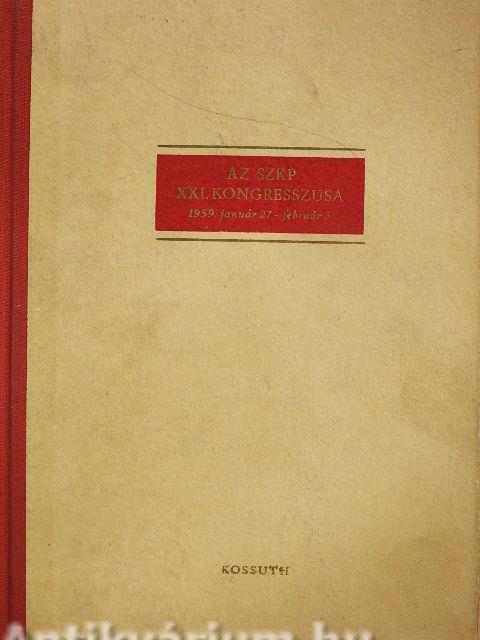 AZ SZKP
XXI. KONGRESSZUSA
1959. január 27 – február 5
KOSSUTH
Antikvárium.hu